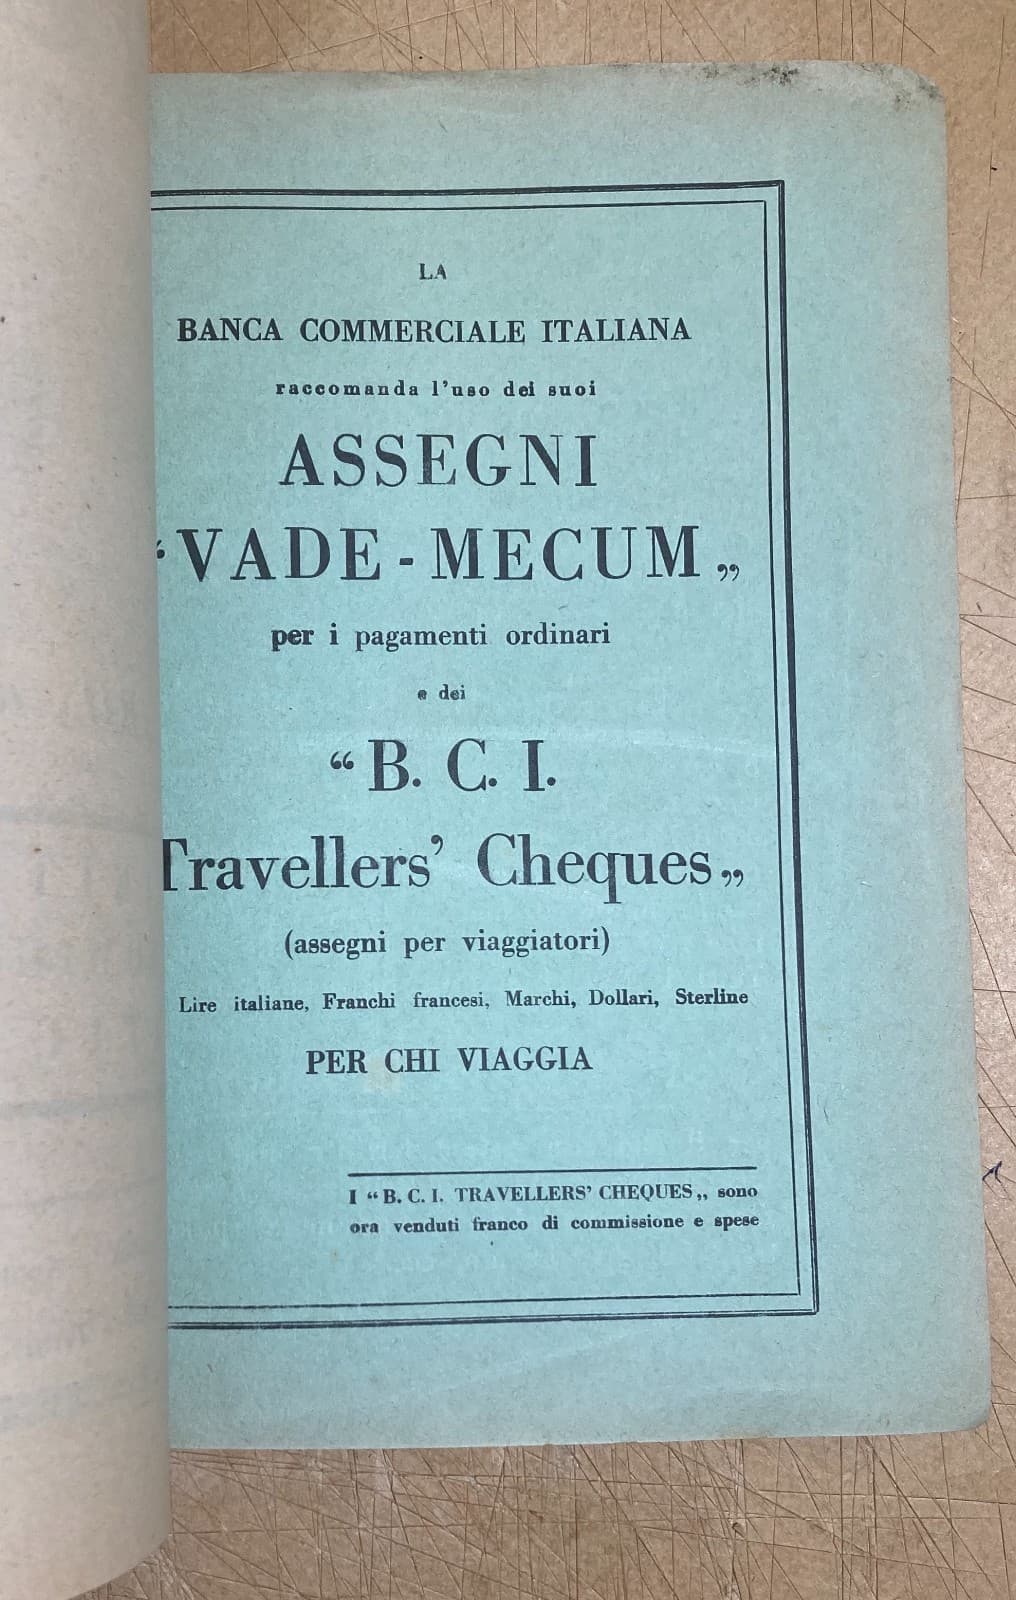 LA
BANCA COMMERCIALE ITALIANA
raccomanda l'uso dei suoi
ASSEGNI
“VADE-MECUM„
per i pagamenti ordinari
e dei
“B. C. I.
Travellers’ Cheques„
(assegni per viaggiatori)
Lire italiane, Franchi francesi, Marchi, Dollari, Sterline
PER CHI VIAGGIA
I “B. C. I. TRAVELLERS’ CHEQUES„ sono
ora venduti franco di commissione e spese